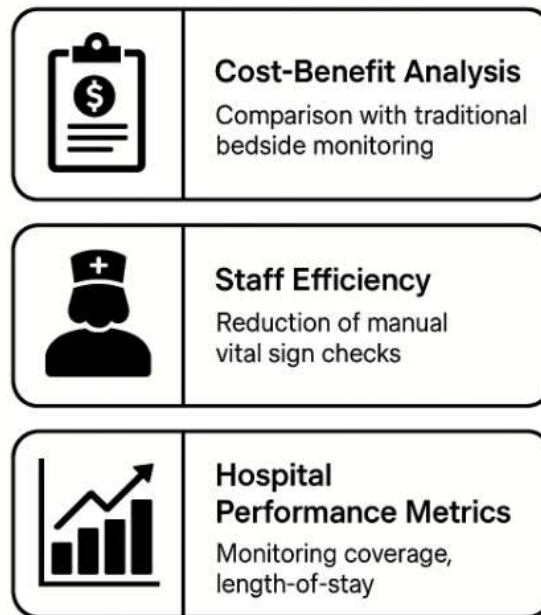 $
Cost-Benefit Analysis
Comparison with traditional
bedside monitoring
Staff Efficiency
Reduction of manual
vital sign checks
Hospital
Performance Metrics
Monitoring coverage,
length-of-stay